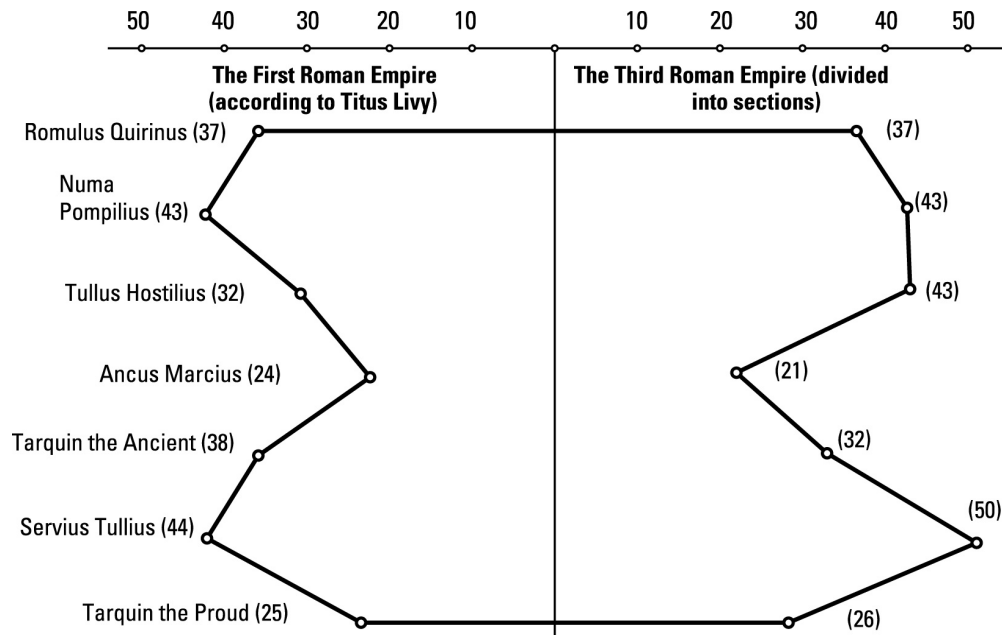 50 40 30 20 10 10 20 30 40 50
The First Roman Empire
(according to Titus Livy)
The Third Roman Empire (divided
into sections)
Romulus Quirinus (37)
(37)
Numa
Pompilius (43)
(43)
Tullus Hostilius (32)
(43)
Ancus Marcius (24)
(21)
Tarquin the Ancient (38)
(32)
Servius Tullius (44)
(50)
Tarquin the Proud (25)
(26)